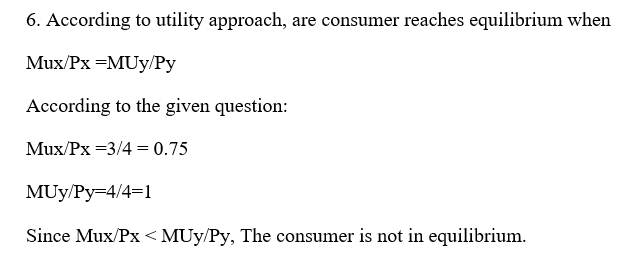 6. According to utility approach, are consumer reaches equilibrium when
Mux/Px =MUy/Py
According to the given question:
Mux/Px =3/4 = 0.75
MUy/Py=4/4=1
Since Mux/Px < MUy/Py, The consumer is not in equilibrium.